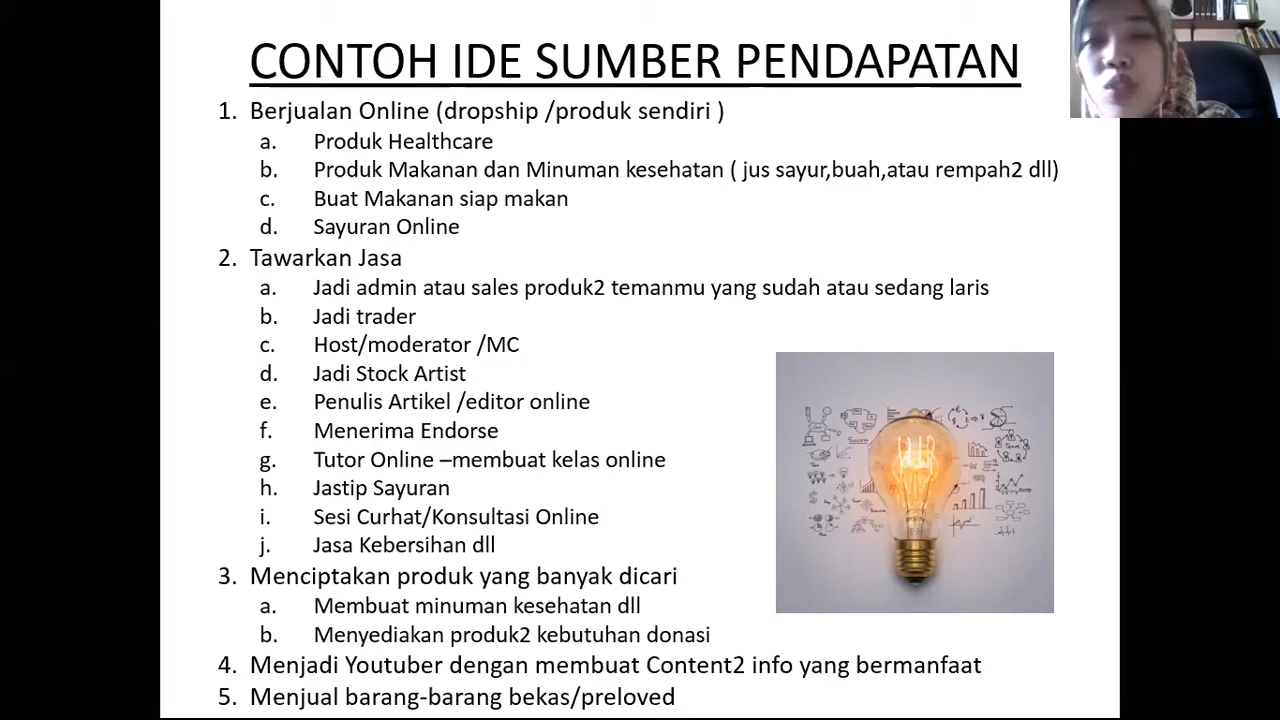 CONTOH IDE SUMBER PENDAPATAN
1. Berjualan Online (dropship /produk sendiri )
a. Produk Healthcare
b. Produk Makanan dan Minuman kesehatan ( jus sayur,buah,atau rempah2 dll)
c. Buat Makanan siap makan
d. Sayuran Online
2. Tawarkan Jasa
a. Jadi admin atau sales produk2 temanmu yang sudah atau sedang laris
b. Jadi trader
c. Host/moderator /MC
d. Jadi Stock Artist
e. Penulis Artikel /editor online
f. Menerima Endorse
g. Tutor Online –membuat kelas online
h. Jastip Sayuran
i. Sesi Curhat/Konsultasi Online
j. Jasa Kebersihan dll
3. Menciptakan produk yang banyak dicari
a. Membuat minuman kesehatan dll
b. Menyediakan produk2 kebutuhan donasi
4. Menjadi Youtuber dengan membuat Content2 info yang bermanfaat
5. Menjual barang-barang bekas/preloved